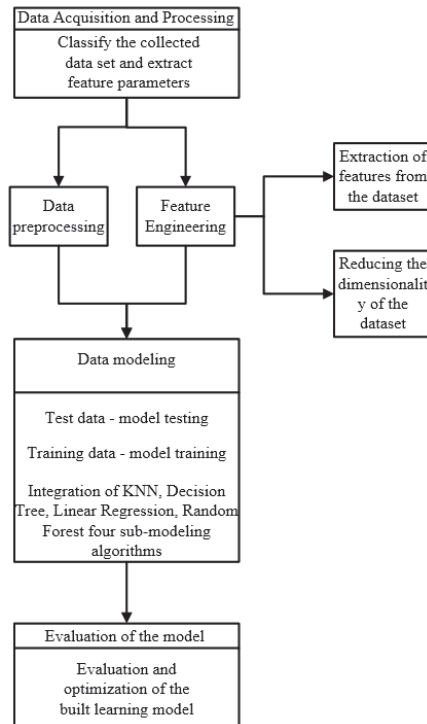 Data Acquisition and Processing
Classify the collected
data set and extract
feature parameters
Data
preprocessing
Feature
Engineering
Extraction of
features from
the dataset
Reducing the
dimensionalit
y of the
dataset
Data modeling
Test data - model testing
Training data - model training
Integration of KNN, Decision
Tree, Linear Regression, Random
Forest four sub-modeling
algorithms
Evaluation of the model
Evaluation and
optimization of the
built learning model